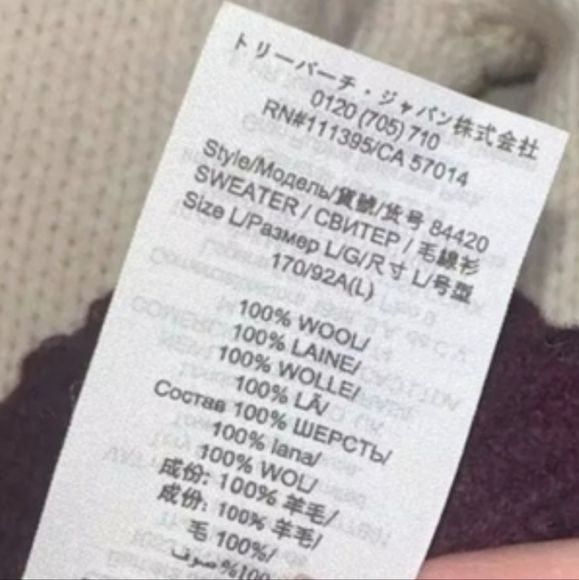 トリーバーチ・ジャパン株式会社
0120 (705) 710
RN#111395/CA 57014
Style/Модель/貨號/货号 84420
SWEATER / СВИТЕР / 毛線衫
Size L/Размер L/G/尺寸 L/号型
170/92A(L)
100% WOOL/
100% LAINE/
100% WOLLE/
100% LÃ/
Состав 100% ШЕРСТЬ/
100% lana/
100% WOL/
成份: 100% 羊毛/
成份: 100% 羊毛/
毛 100%/
صوف %100